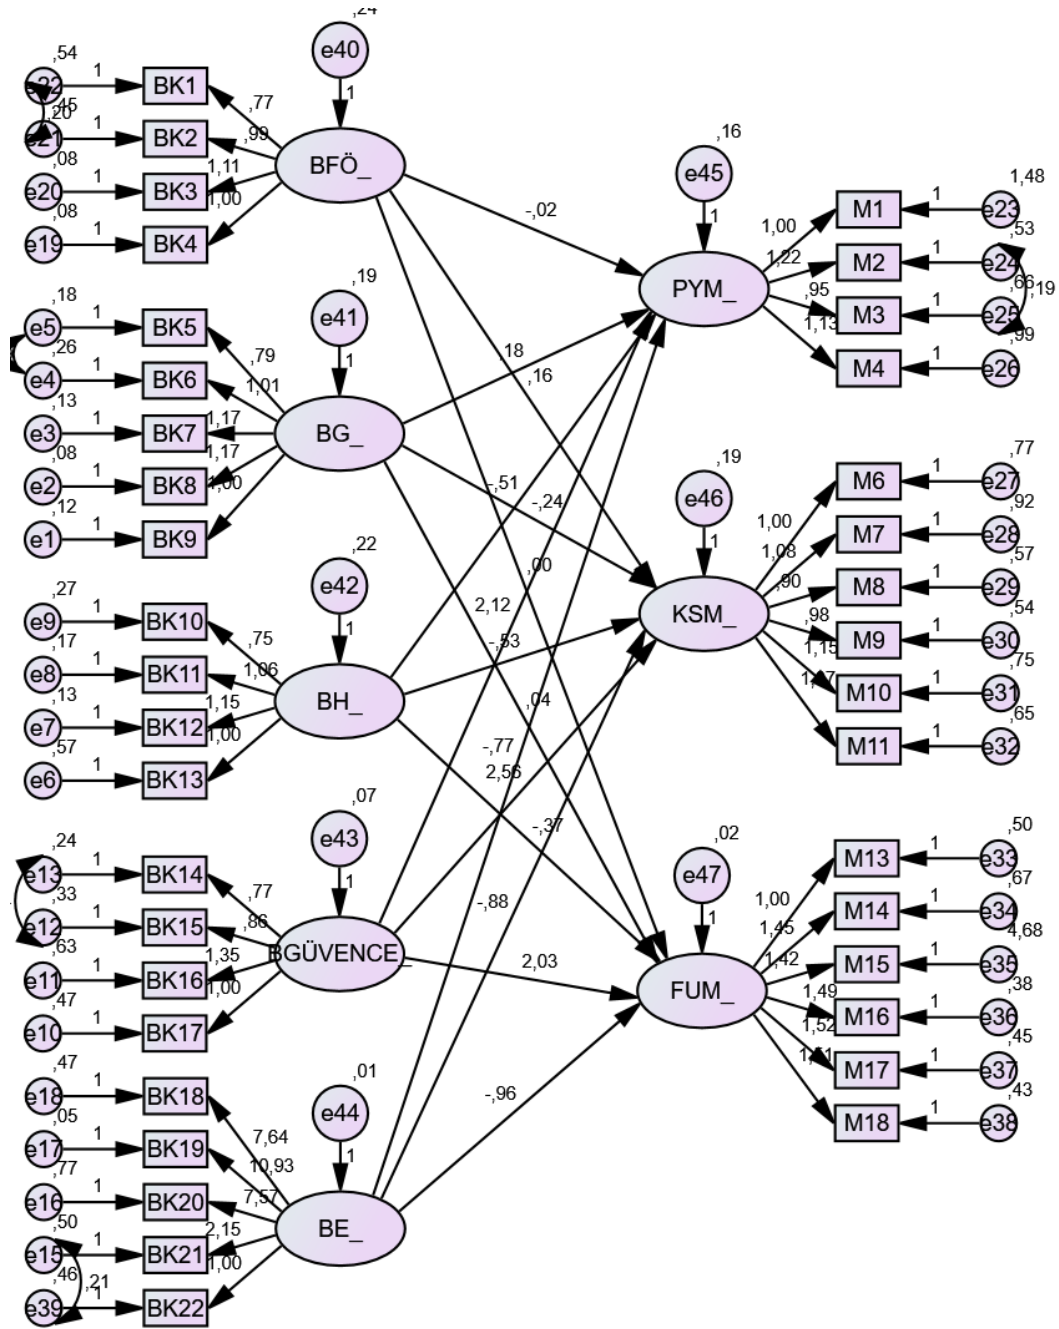 ,24
e40
1
,54
e22
1
BK1
,77
,45
,20
e21
1
BK2
,99
,08
e20
1
BK3
1,11
,08
e19
1
BK4
1,00
BFÖ_
,18
e5
1
BK5
,79
,26
e4
1
BK6
1,01
,13
e3
1
BK7
1,17
,08
e2
1
BK8
1,17
,12
e1
1
BK9
1,00
,19
e41
1
BG_
,27
e9
1
BK10
,75
,17
e8
1
BK11
1,06
,13
e7
1
BK12
1,15
,57
e6
1
BK13
1,00
,22
e42
1
BH_
,24
e13
1
BK14
,77
,33
e12
1
BK15
,86
,63
e11
1
BK16
1,35
,47
e10
1
BK17
1,00
,07
e43
1
BGÜVENCE_
,47
e18
1
BK18
7,64
,05
e17
1
BK19
10,93
,77
e16
1
BK20
7,57
,50
e15
1
BK21
2,15
,46
,21
e39
1
BK22
1,00
,01
e44
1
BE_
-,02
,18
,16
-,51
-,24
,00
2,12
-,53
,04
-,77
2,56
-,37
-,88
2,03
-,96
,16
e45
1
PYM_
1,00
M1
1
e23
1,48
1,22
M2
1
e24
,53
,95
M3
1
e25
,66
,19
1,13
M4
1
e26
,99
,19
e46
1
KSM_
1,00
M6
1
e27
,77
1,08
M7
1
e28
,92
,90
M8
1
e29
,57
,98
M9
1
e30
,54
1,15
M10
1
e31
,75
M11
1
e32
,65
,02
e47
1
FUM_
1,00
M13
1
e33
,50
1,45
M14
1
e34
,67
1,42
M15
1
e35
4,68
1,49
M16
1
e36
,38
1,52
M17
1
e37
,45
1,51
M18
1
e38
,43